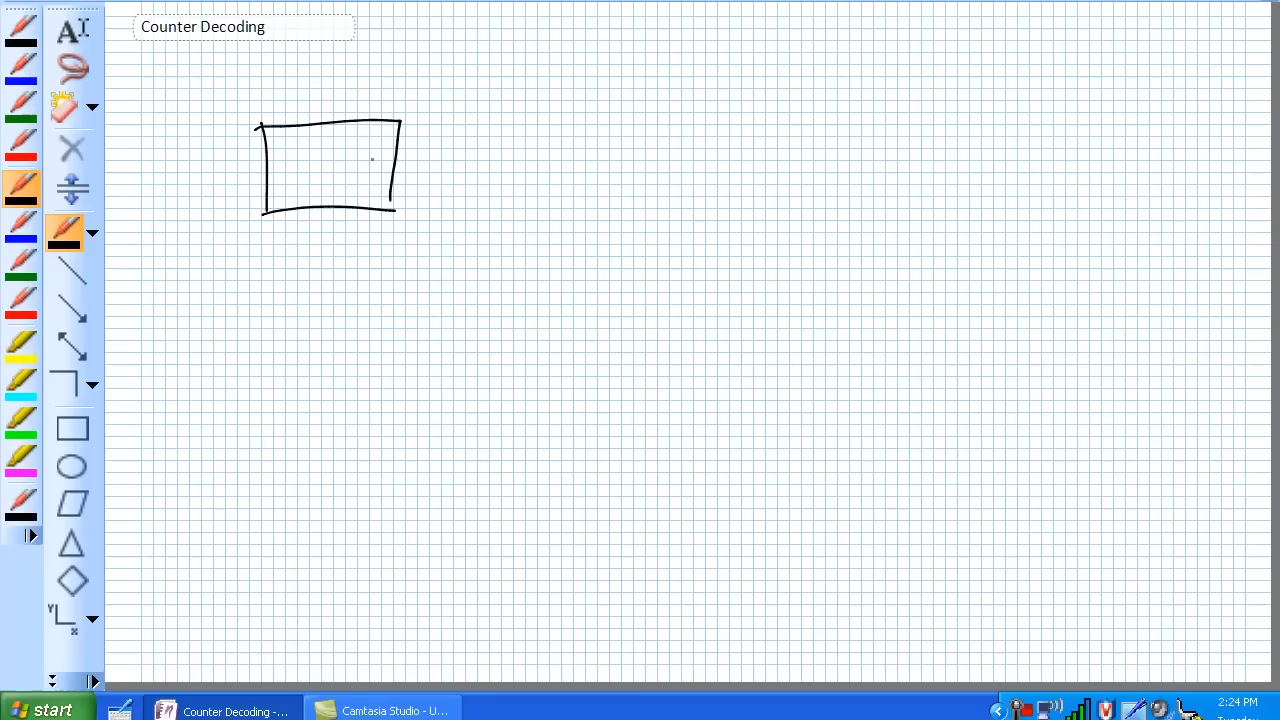 Counter Decoding
start
Counter Decoding -...
Camtasia Studio - U...
2:24 PM